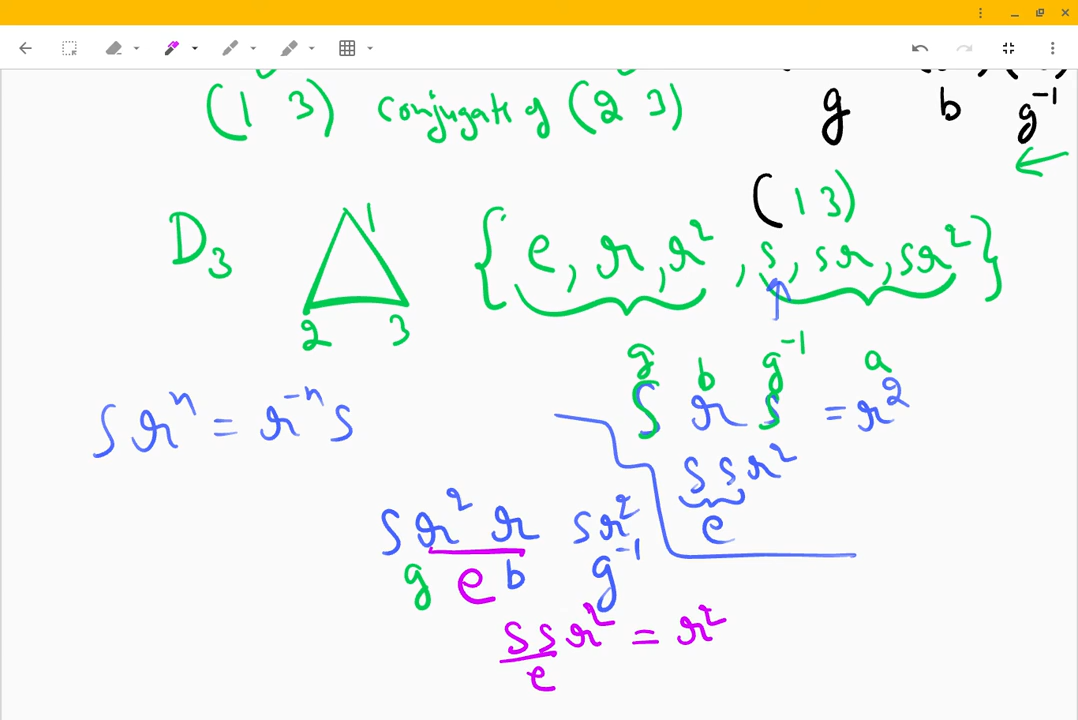 (1 3) conjugate of (2 3)
g b g⁻¹
(1 3)
D₃ 1 2 3 {e, r, r², s, sr, sr²}
g b g⁻¹ a
s r s = r²
s rⁿ = r⁻ⁿ s
s s r²
e
s r² r sr²
g e b g⁻¹
s s r² = r²
e